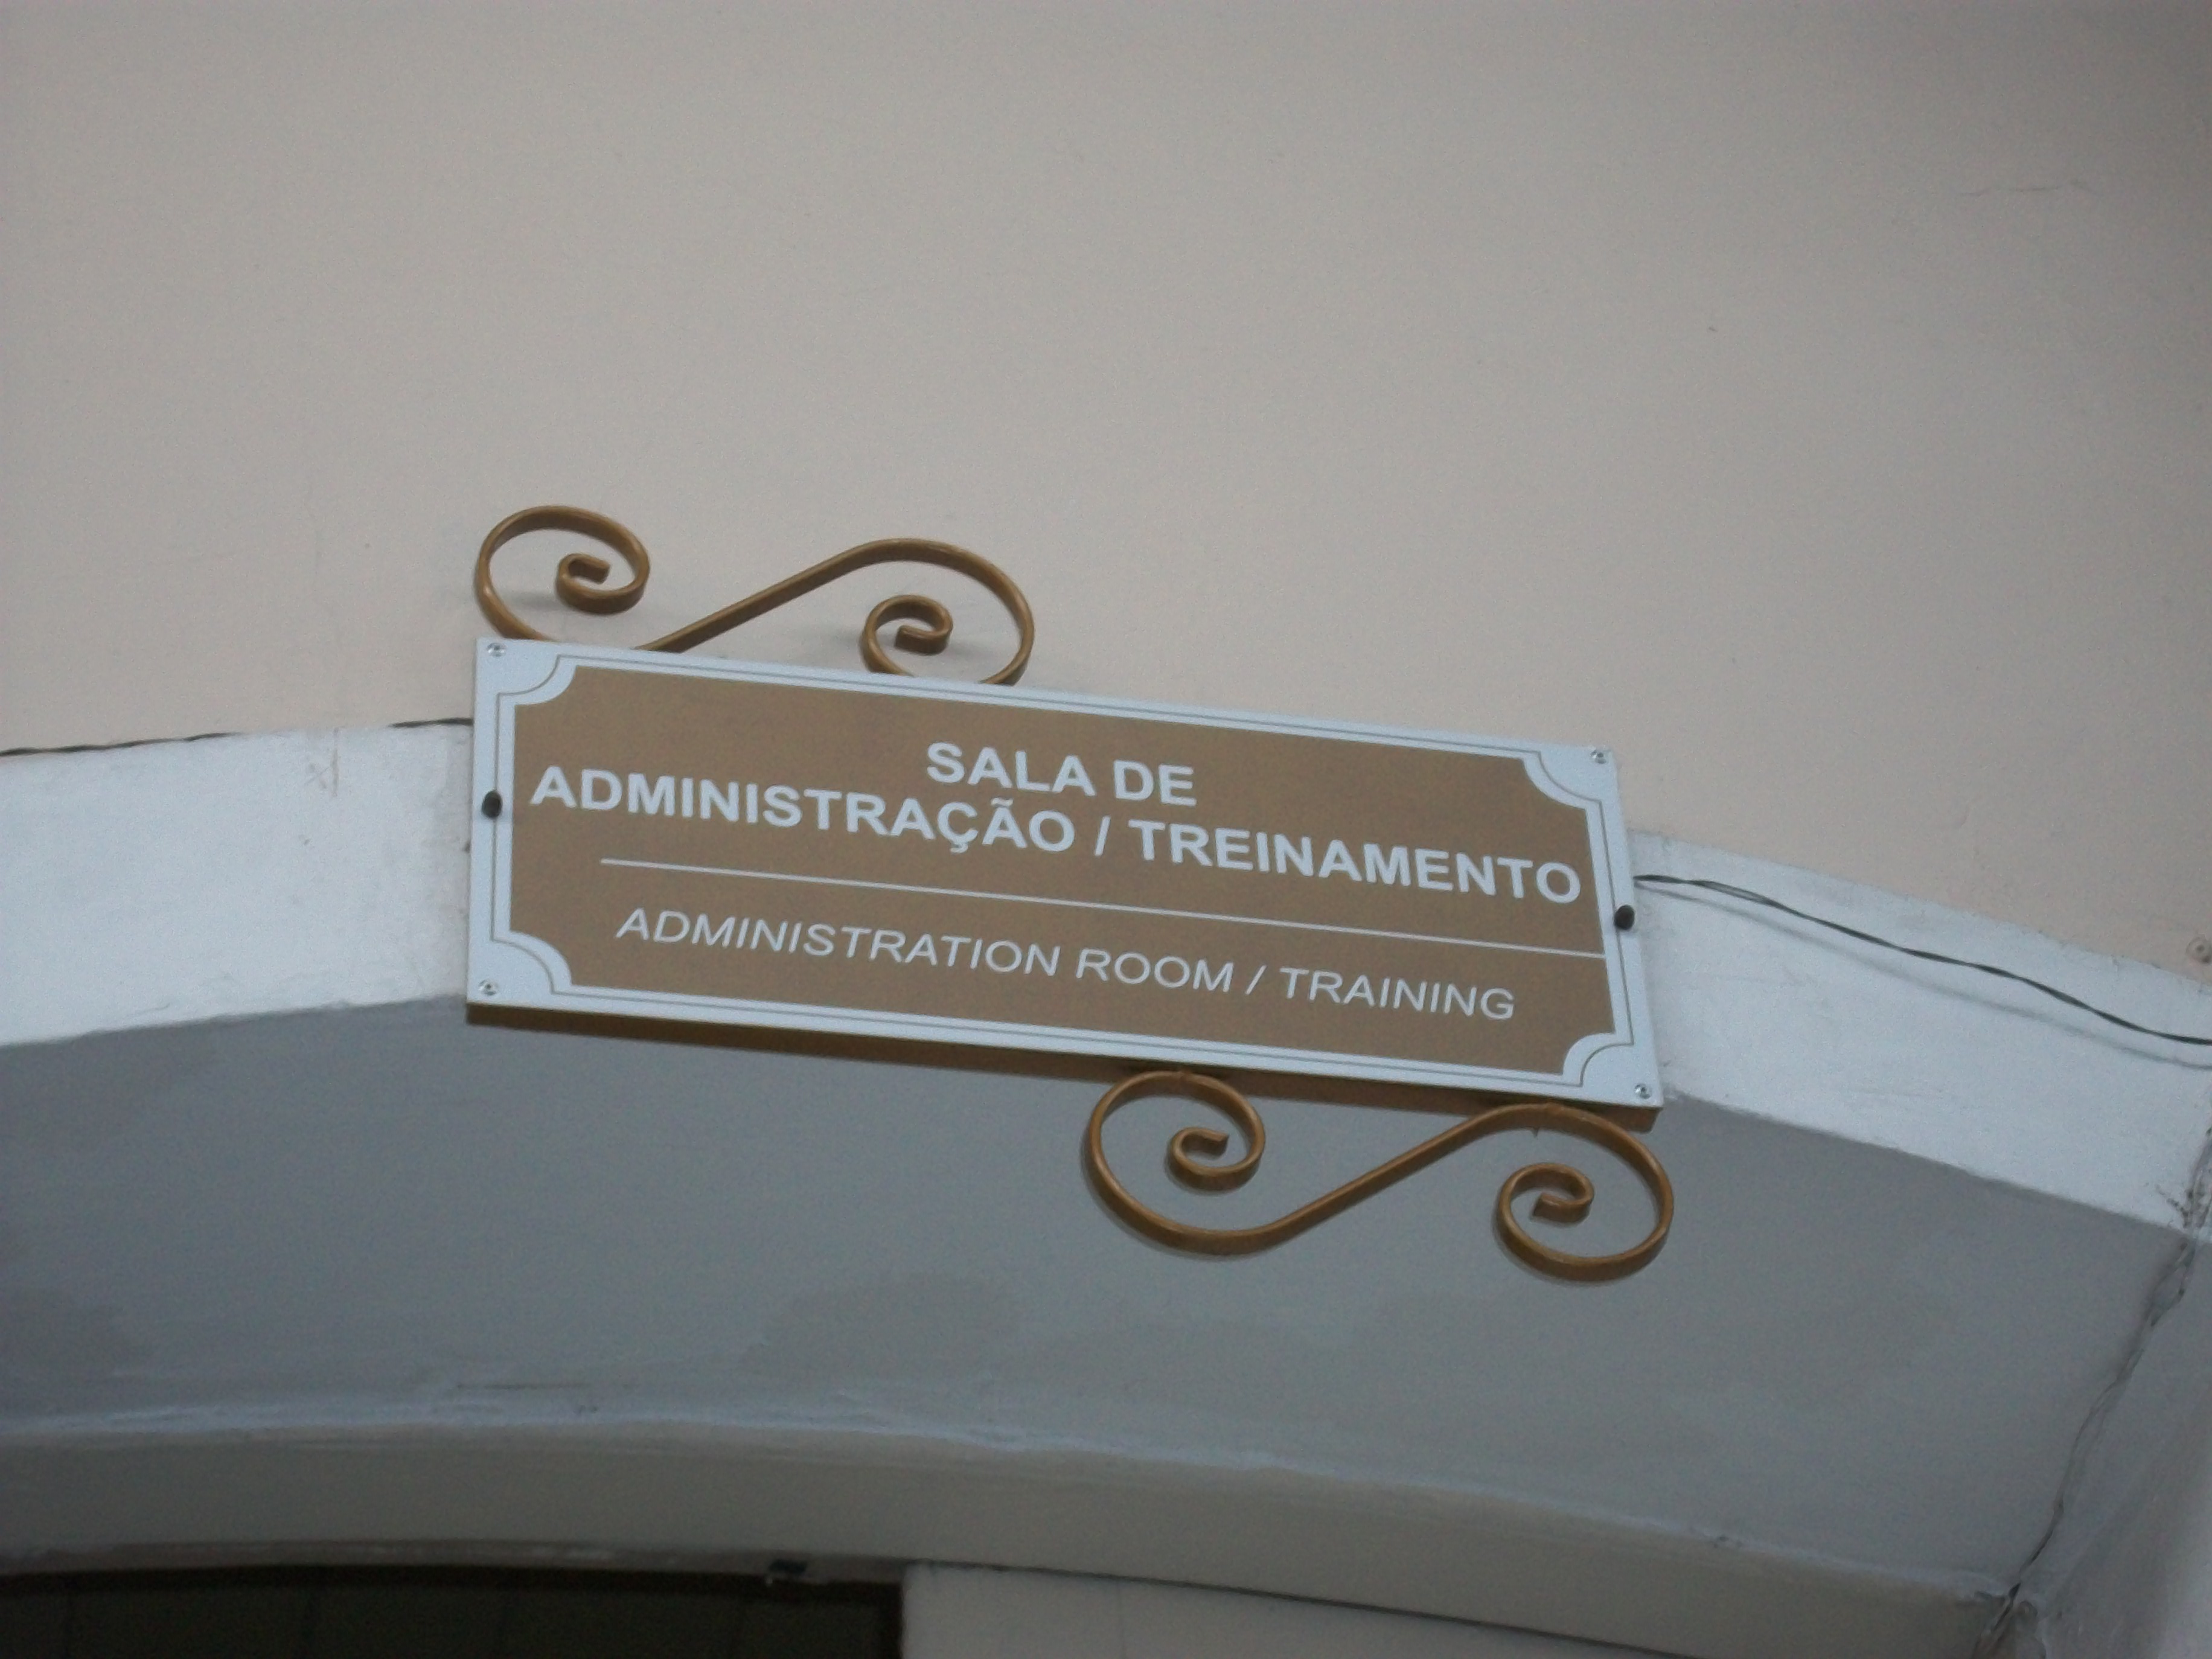 SALA DE
ADMINISTRAÇÃO / TREINAMENTO
ADMINISTRATION ROOM / TRAINING